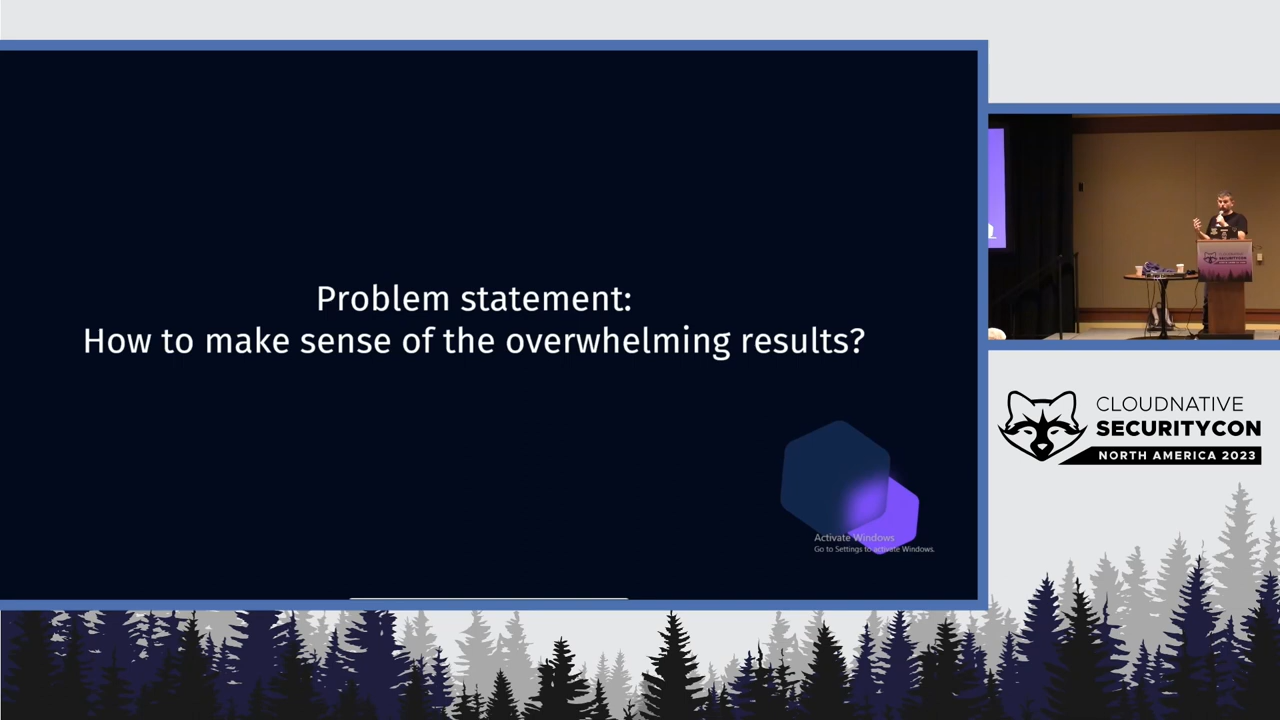 Problem statement:
How to make sense of the overwhelming results?
Activate Windows
Go to Settings to activate Windows.
CLOUDNATIVE
SECURITYCON
NORTH AMERICA 2023